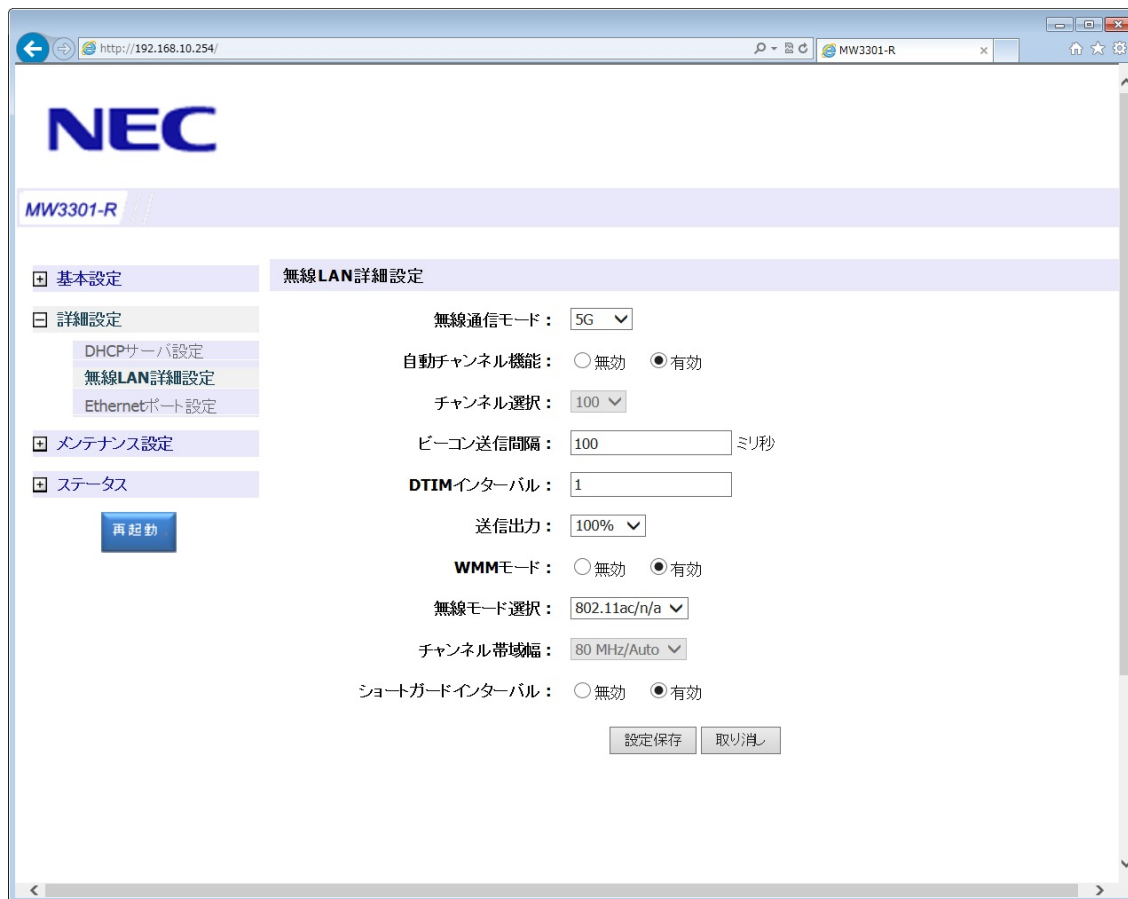 http://192.168.10.254/
MW3301-R
NEC
MW3301-R
基本設定
詳細設定
DHCPサーバ設定
無線LAN詳細設定
Ethernetポート設定
メンテナンス設定
ステータス
再起動
無線LAN詳細設定
無線通信モード： 5G
自動チャンネル機能： 無効 有効
チャンネル選択： 100
ビーコン送信間隔： 100 ミリ秒
DTIMインターバル： 1
送信出力： 100%
WMMモード： 無効 有効
無線モード選択： 802.11ac/n/a
チャンネル帯域幅： 80 MHz/Auto
ショートガードインターバル： 無効 有効
設定保存 取り消し